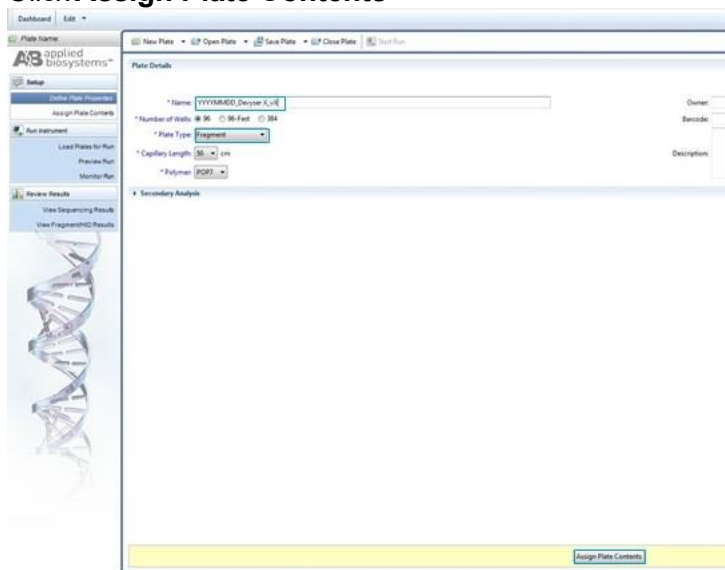 Click Assign Plate Contents
Dashboard Edit
Plate Name:
AB applied biosystems™
Setup
Define Plate Properties
Assign Plate Contents
Run Instrument
Load Plates for Run
Preview Run
Monitor Run
Review Results
View Sequencing Results
View Fragment/HID Results
New Plate Open Plate Save Plate Close Plate Start Run
Plate Details
* Name: YYYYMMDD_Devyser X_vX
* Number of Wells: 96 96-Fast 384
* Plate Type: Fragment
* Capillary Length: 50 cm
* Polymer: POP7
Owner:
Barcode:
Description:
Secondary Analysis
Assign Plate Contents